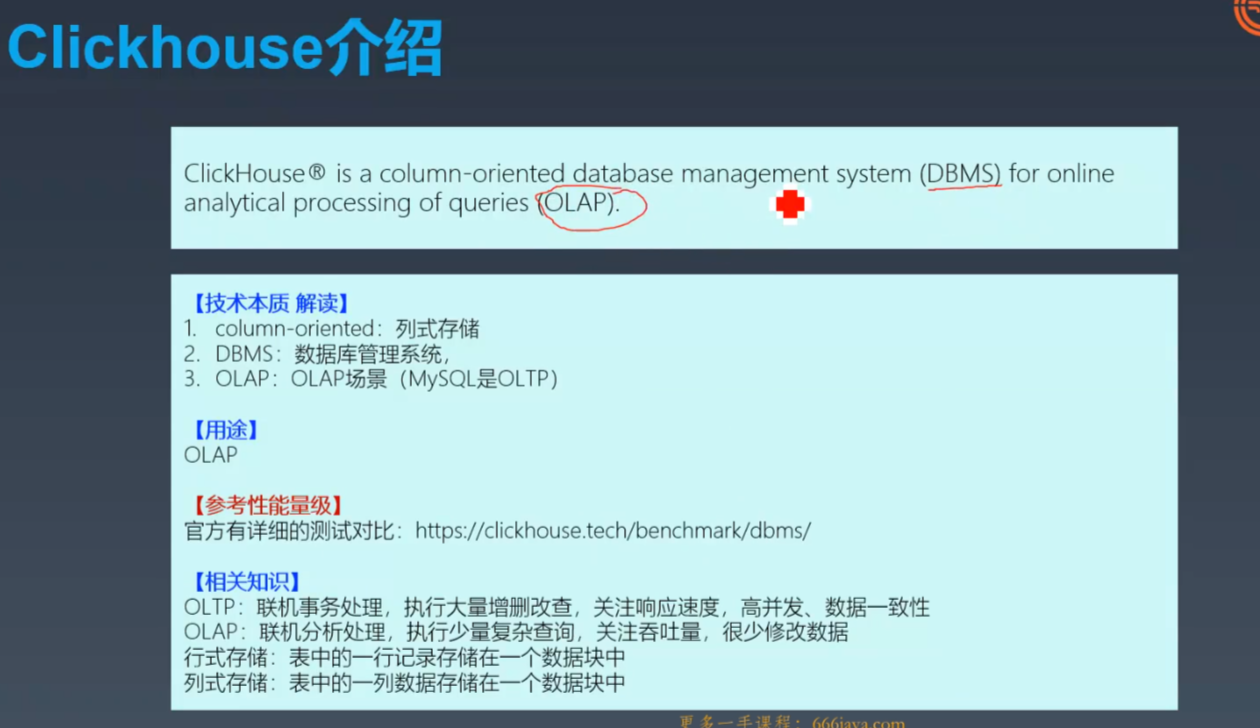 Clickhouse介绍
ClickHouse® is a column-oriented database management system (DBMS) for online
analytical processing of queries (OLAP).
【技术本质 解读】
1. column-oriented：列式存储
2. DBMS：数据库管理系统，
3. OLAP：OLAP场景（MySQL是OLTP）
【用途】
OLAP
【参考性能量级】
官方有详细的测试对比：https://clickhouse.tech/benchmark/dbms/
【相关知识】
OLTP：联机事务处理，执行大量增删改查，关注响应速度，高并发、数据一致性
OLAP：联机分析处理，执行少量复杂查询，关注吞吐量，很少修改数据
行式存储：表中的一行记录存储在一个数据块中
列式存储：表中的一列数据存储在一个数据块中
更多一手课程：666java.com